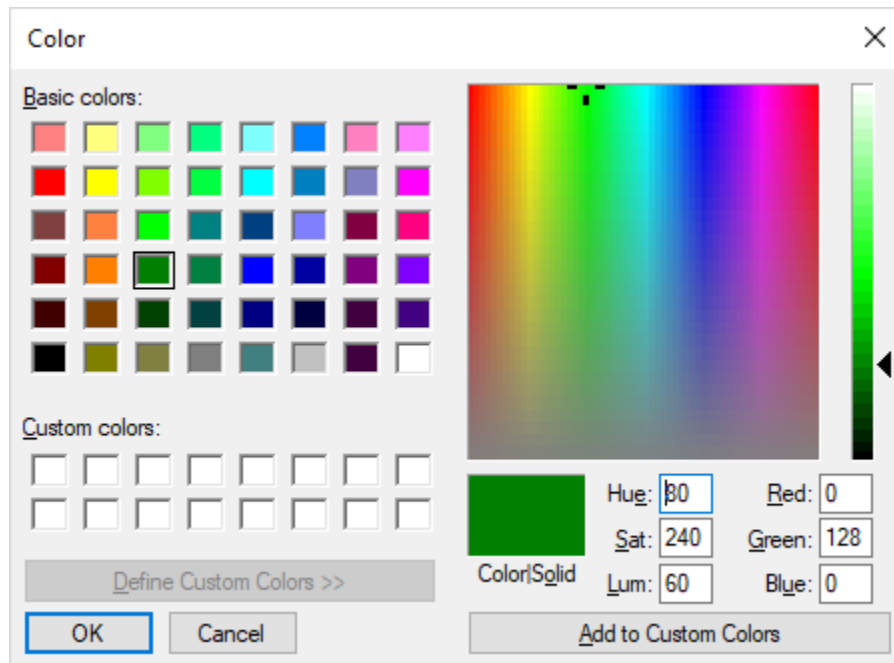 Color
Basic colors:
Custom colors:
Define Custom Colors >>
OK Cancel
Hue: 80 Red: 0
Sat: 240 Green: 128
Color|Solid Lum: 60 Blue: 0
Add to Custom Colors